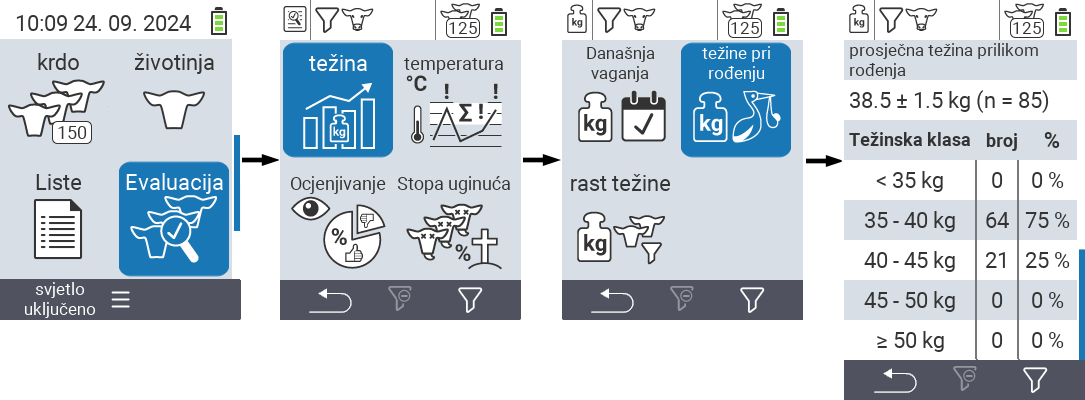 10:09 24. 09. 2024
krdo
životinja
150
Liste
Evaluacija
svjetlo
uključeno
125
težina
temperatura
kg
°C
! Σ ! !
Ocjenjivanje
Stopa uginuća
%
%
kg
125
Današnja
vaganja
težine pri
rođenju
kg
kg
rast težine
kg
kg
125
prosječna težina prilikom
rođenja
38.5 ± 1.5 kg (n = 85)
Težinska klasa broj %
< 35 kg 0 0 %
35 - 40 kg 64 75 %
40 - 45 kg 21 25 %
45 - 50 kg 0 0 %
≥ 50 kg 0 0 %